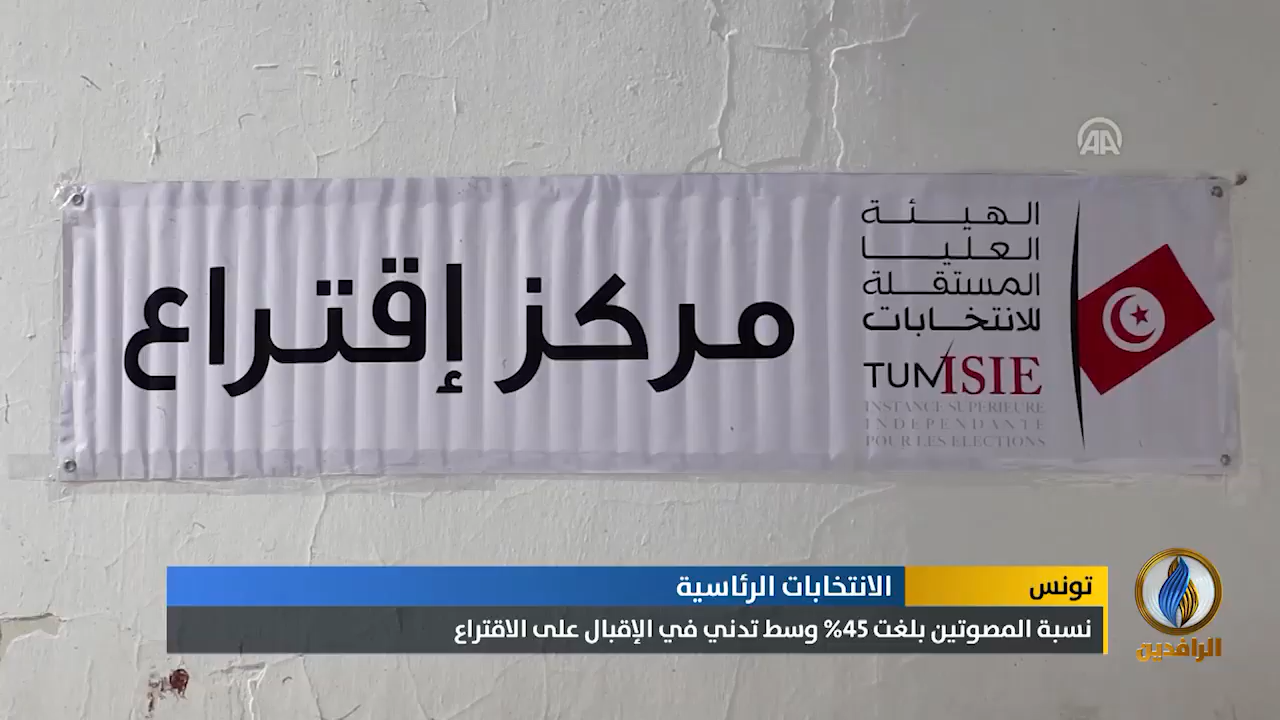 AA
الهيئة
العليا
المستقلة
للانتخابات
TUNISIE
INSTANCE SUPERIEURE
INDEPENDANTE
POUR LES ELECTIONS
مركز إقتراع
تونس
الانتخابات الرئاسية
نسبة المصوتين بلغت 45% وسط تدني في الإقبال على الاقتراع
الرافدين